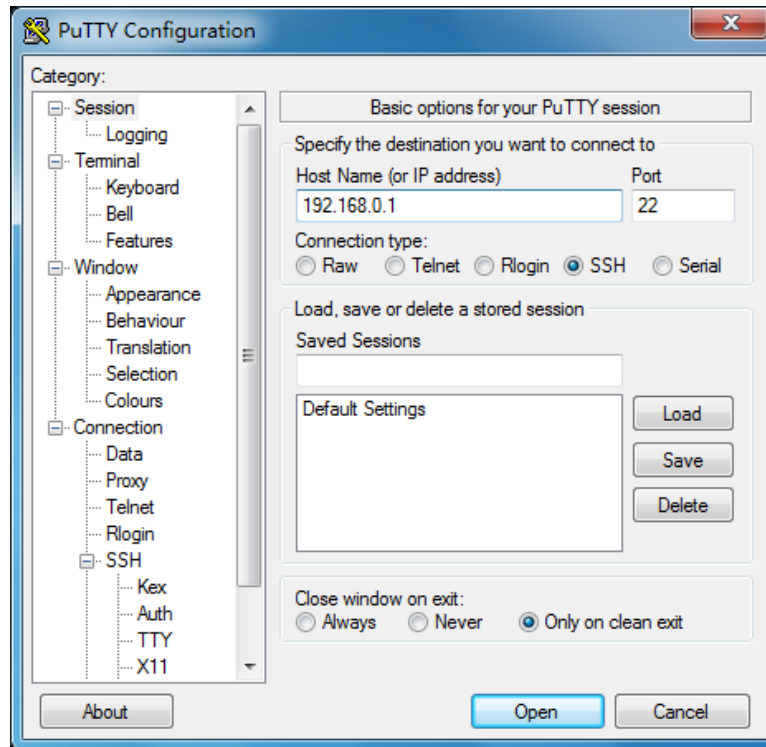 PuTTY Configuration
Category:
Session
Logging
Terminal
Keyboard
Bell
Features
Window
Appearance
Behaviour
Translation
Selection
Colours
Connection
Data
Proxy
Telnet
Rlogin
SSH
Kex
Auth
TTY
X11
Basic options for your PuTTY session
Specify the destination you want to connect to
Host Name (or IP address) Port
192.168.0.1 22
Connection type:
Raw Telnet Rlogin SSH Serial
Load, save or delete a stored session
Saved Sessions
Default Settings
Load
Save
Delete
Close window on exit:
Always Never Only on clean exit
About Open Cancel